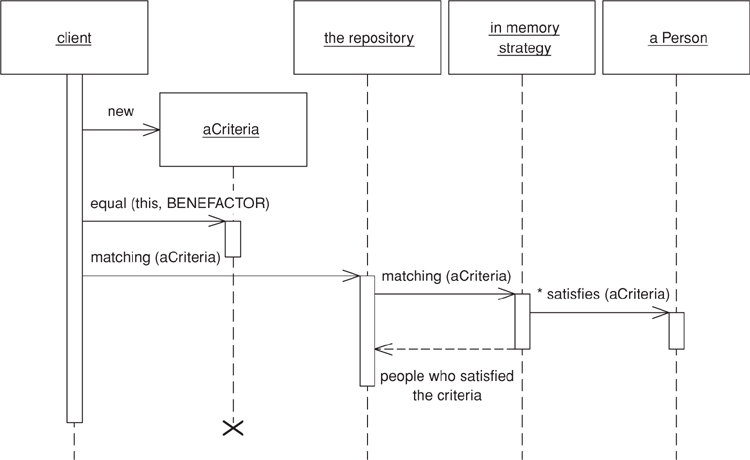 client
the repository
in memory
strategy
a Person
new
aCriteria
equal (this, BENEFACTOR)
matching (aCriteria)
matching (aCriteria)
* satisfies (aCriteria)
people who satisfied
the criteria